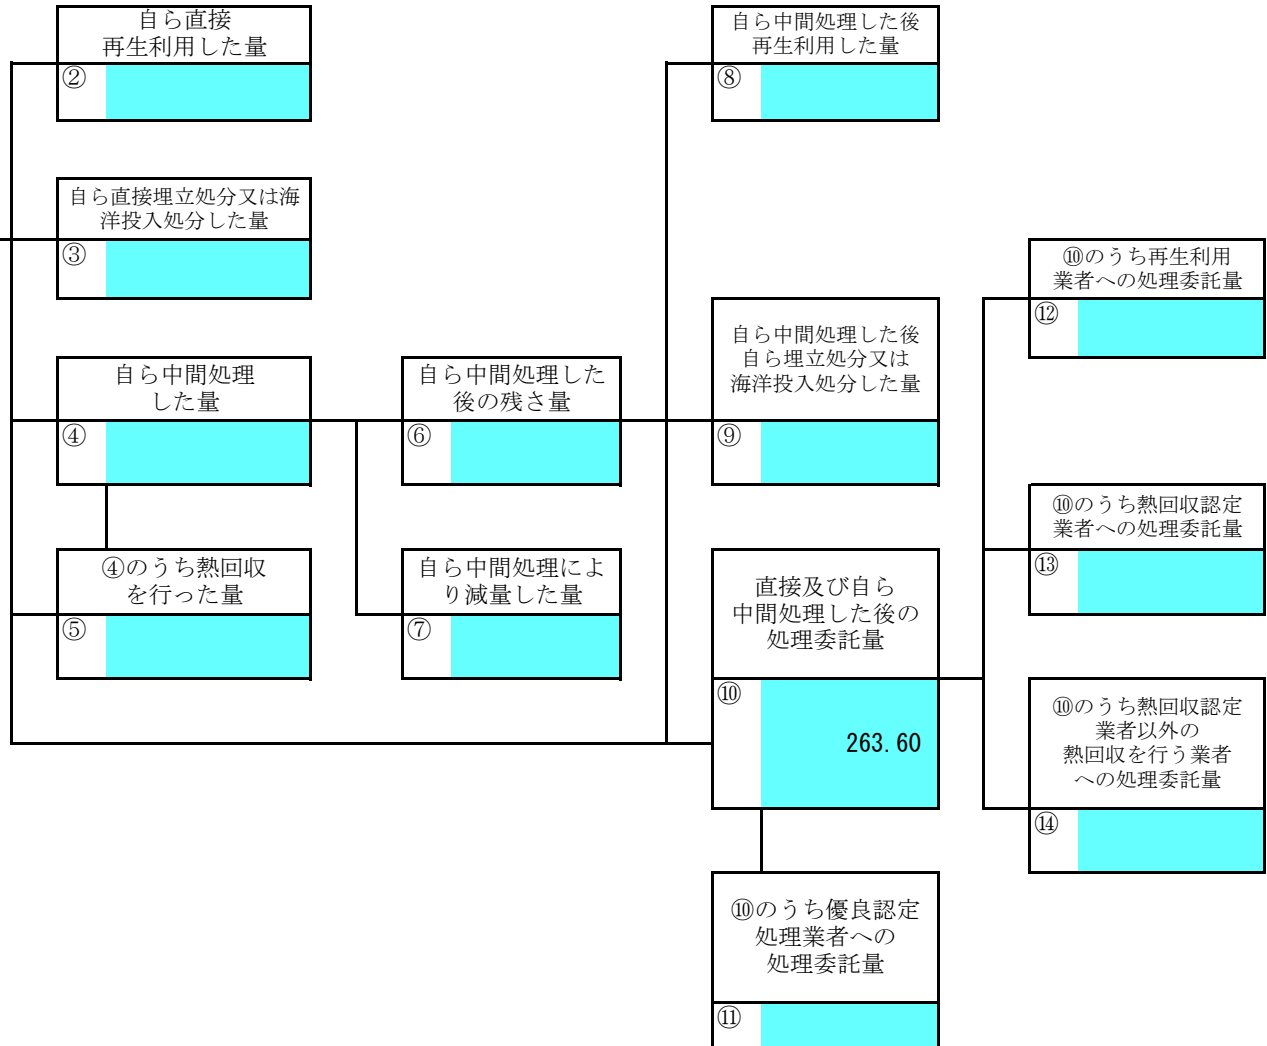 自ら直接
再生利用した量
②
自ら直接埋立処分又は海
洋投入処分した量
③
自ら中間処理
した量
④
④のうち熱回収
を行った量
⑤
自ら中間処理した
後の残さ量
⑥
自ら中間処理によ
り減量した量
⑦
自ら中間処理した後
再生利用した量
⑧
自ら中間処理した後
自ら埋立処分又は
海洋投入処分した量
⑨
直接及び自ら
中間処理した後の
処理委託量
⑩
263.60
⑩のうち優良認定
処理業者への
処理委託量
⑪
⑩のうち再生利用
業者への処理委託量
⑫
⑩のうち熱回収認定
業者への処理委託量
⑬
⑩のうち熱回収認定
業者以外の
熱回収を行う業者
への処理委託量
⑭